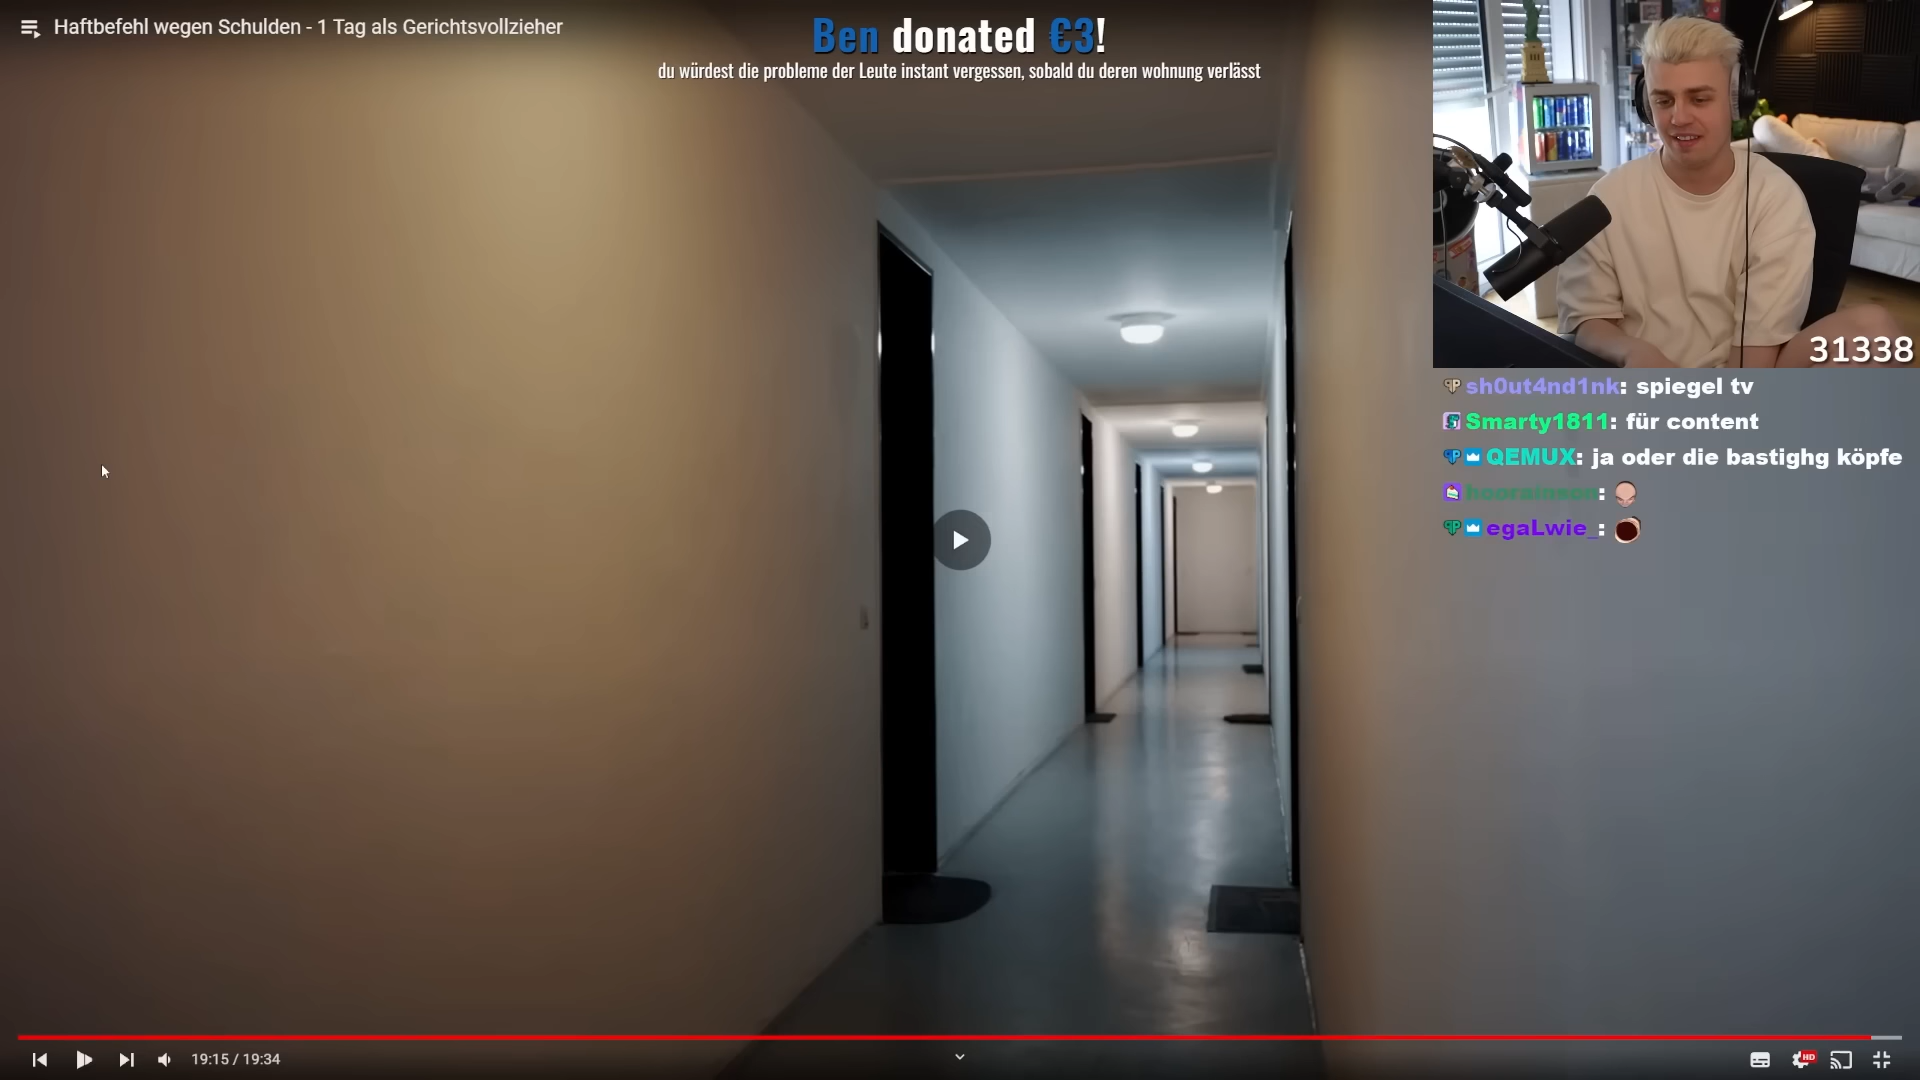 Haftbefehl wegen Schulden - 1 Tag als Gerichtsvollzieher
Ben donated €3!
du würdest die probleme der Leute instant vergessen, sobald du deren wohnung verlässt
31338
sh0ut4nd1nk: spiegel tv
Smarty1811: für content
QEMUX: ja oder die bastighg köpfe
hoorainson:
egaLwie_:
19:15 / 19:34
HD